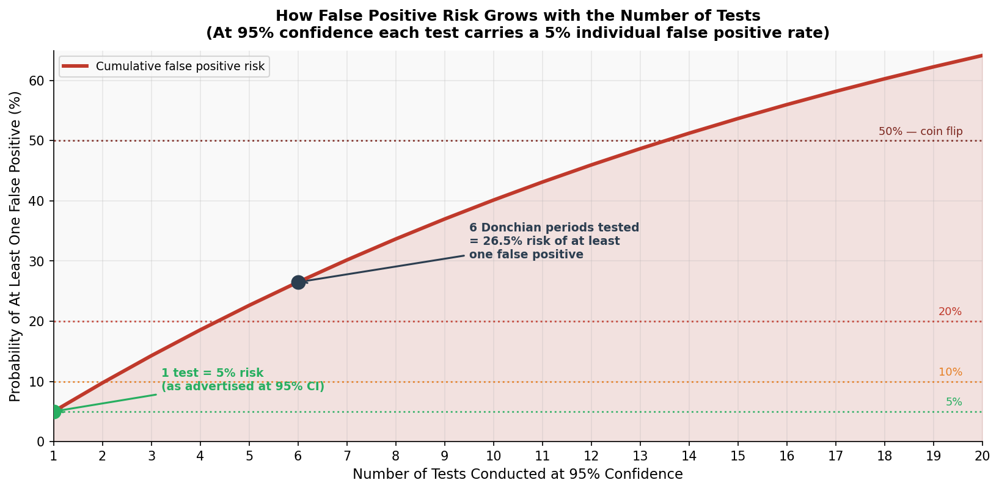 How False Positive Risk Grows with the Number of Tests
(At 95% confidence each test carries a 5% individual false positive rate)
Cumulative false positive risk
Probability of At Least One False Positive (%)
60
50
40
30
20
10
0
50% — coin flip
6 Donchian periods tested
= 26.5% risk of at least
one false positive
20%
1 test = 5% risk
(as advertised at 95% CI)
10%
5%
1 2 3 4 5 6 7 8 9 10 11 12 13 14 15 16 17 18 19 20
Number of Tests Conducted at 95% Confidence